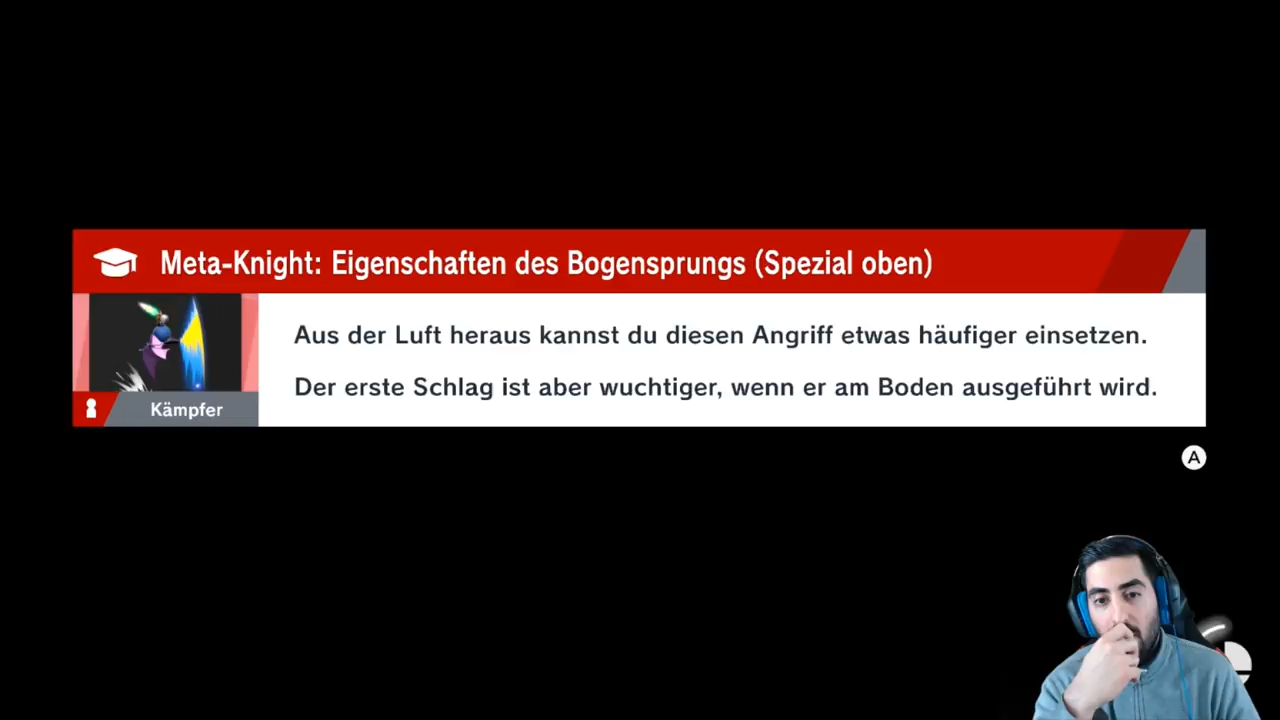 Meta-Knight: Eigenschaften des Bogensprungs (Spezial oben)
Aus der Luft heraus kannst du diesen Angriff etwas häufiger einsetzen.
Der erste Schlag ist aber wuchtiger, wenn er am Boden ausgeführt wird.
Kämpfer
A